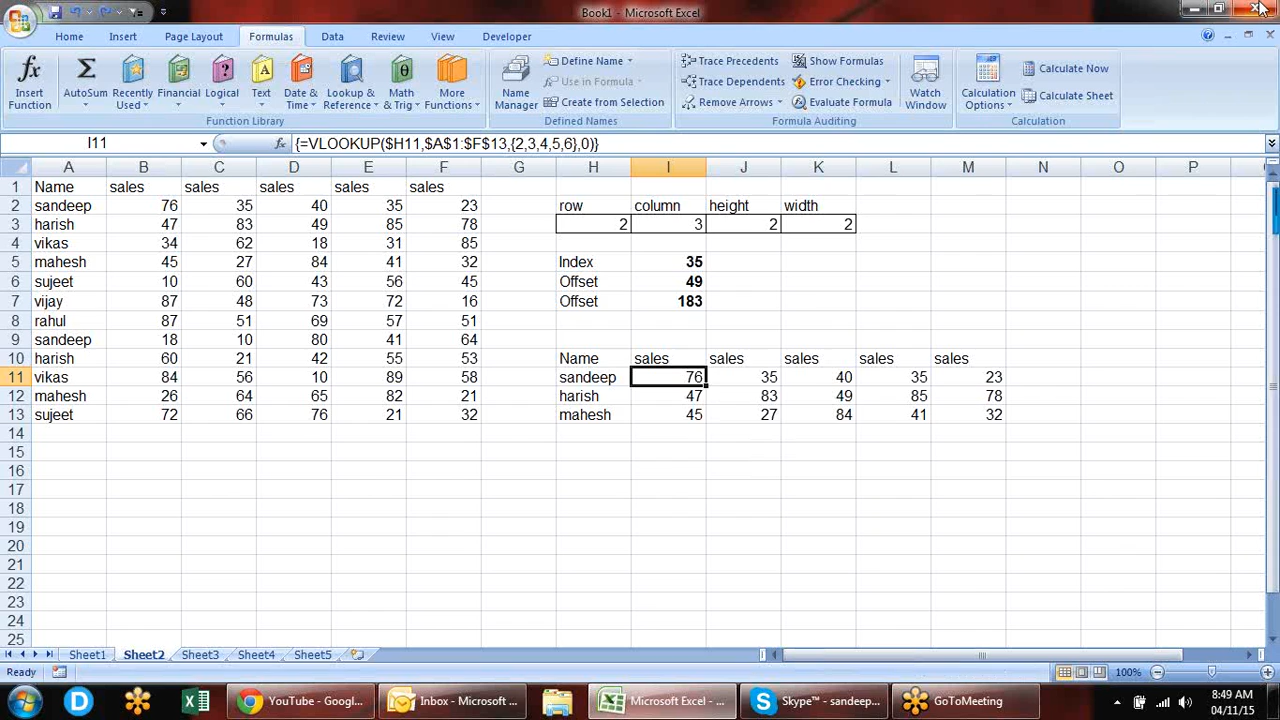 Book1 - Microsoft Excel
Home Insert Page Layout Formulas Data Review View Developer
Insert Function
AutoSum
Recently Used
Financial
Logical
Text
Date & Time
Lookup & Reference
Math & Trig
More Functions
Function Library
Name Manager
Define Name
Use in Formula
Create from Selection
Defined Names
Trace Precedents
Trace Dependents
Remove Arrows
Show Formulas
Error Checking
Evaluate Formula
Formula Auditing
Watch Window
Calculation Options
Calculate Now
Calculate Sheet
Calculation
I11 fx {=VLOOKUP($H11,$A$1:$F$13,{2,3,4,5,6},0)}
A B C D E F G H I J K L M N O P
1 Name sales sales sales sales sales
2 sandeep 76 35 40 35 23 row column height width
3 harish 47 83 49 85 78 2 3 2 2
4 vikas 34 62 18 31 85
5 mahesh 45 27 84 41 32 Index 35
6 sujeet 10 60 43 56 45 Offset 49
7 vijay 87 48 73 72 16 Offset 183
8 rahul 87 51 69 57 51
9 sandeep 18 10 80 41 64
10 harish 60 21 42 55 53 Name sales sales sales sales sales
11 vikas 84 56 10 89 58 sandeep 76 35 40 35 23
12 mahesh 26 64 65 82 21 harish 47 83 49 85 78
13 sujeet 72 66 76 21 32 mahesh 45 27 84 41 32
14
15
16
17
18
19
20
21
22
23
24
25
Sheet1 Sheet2 Sheet3 Sheet4 Sheet5
Ready 100%
YouTube - Googl... Inbox - Microsoft ... Microsoft Excel - ... Skype™ - sandeep... GoToMeeting 8:49 AM
04/11/15